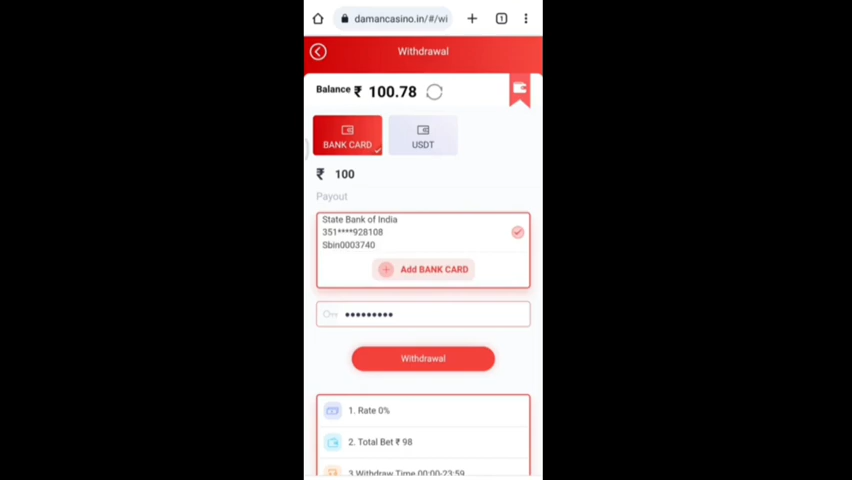 damancasino.in/#/wi
1
Withdrawal
Balance ₹ 100.78
BANK CARD
USDT
₹ 100
Payout
State Bank of India
351****928108
Sbin0003740
+ Add BANK CARD
•••••••••
Withdrawal
1. Rate 0%
2. Total Bet ₹ 98
3.Withdraw Time 00:00-23:59